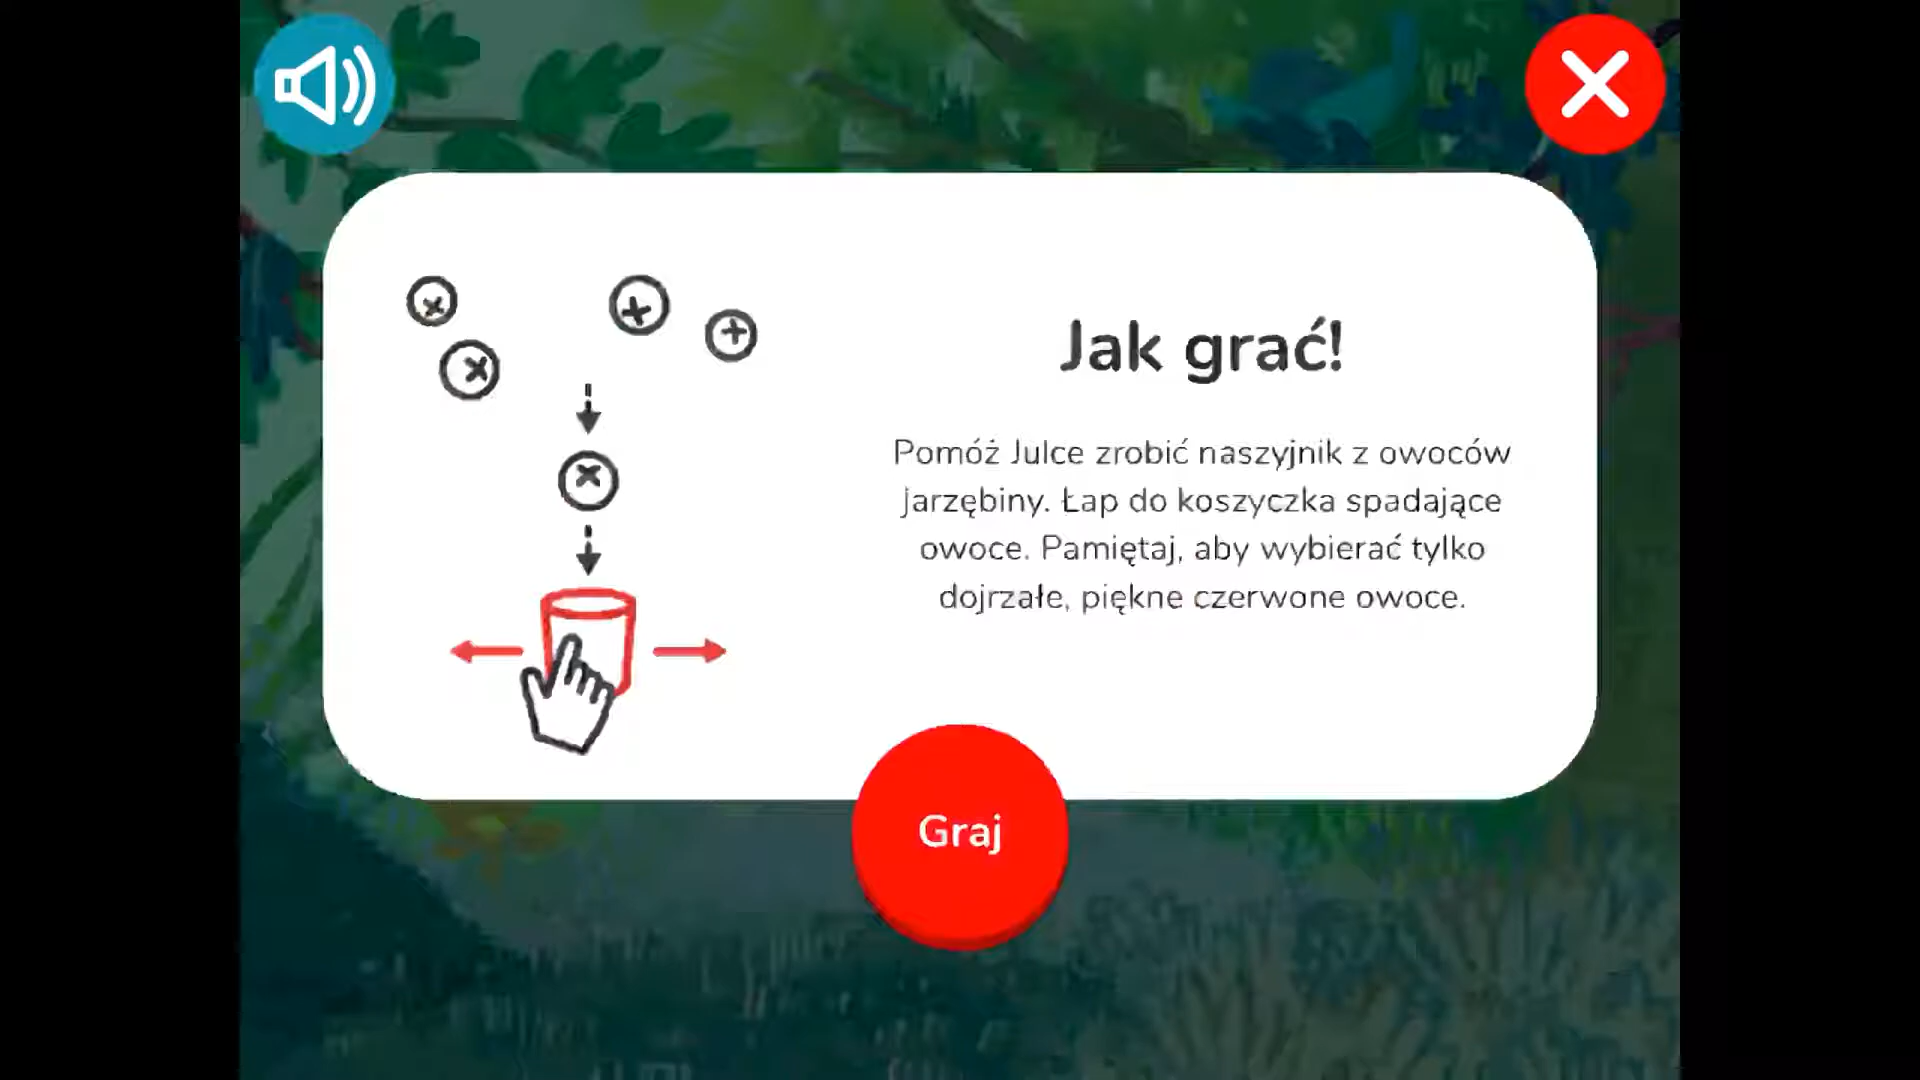 Jak grać!
Pomóż Julce zrobić naszyjnik z owoców
jarzębiny. Łap do koszyczka spadające
owoce. Pamiętaj, aby wybierać tylko
dojrzałe, piękne czerwone owoce.
Graj